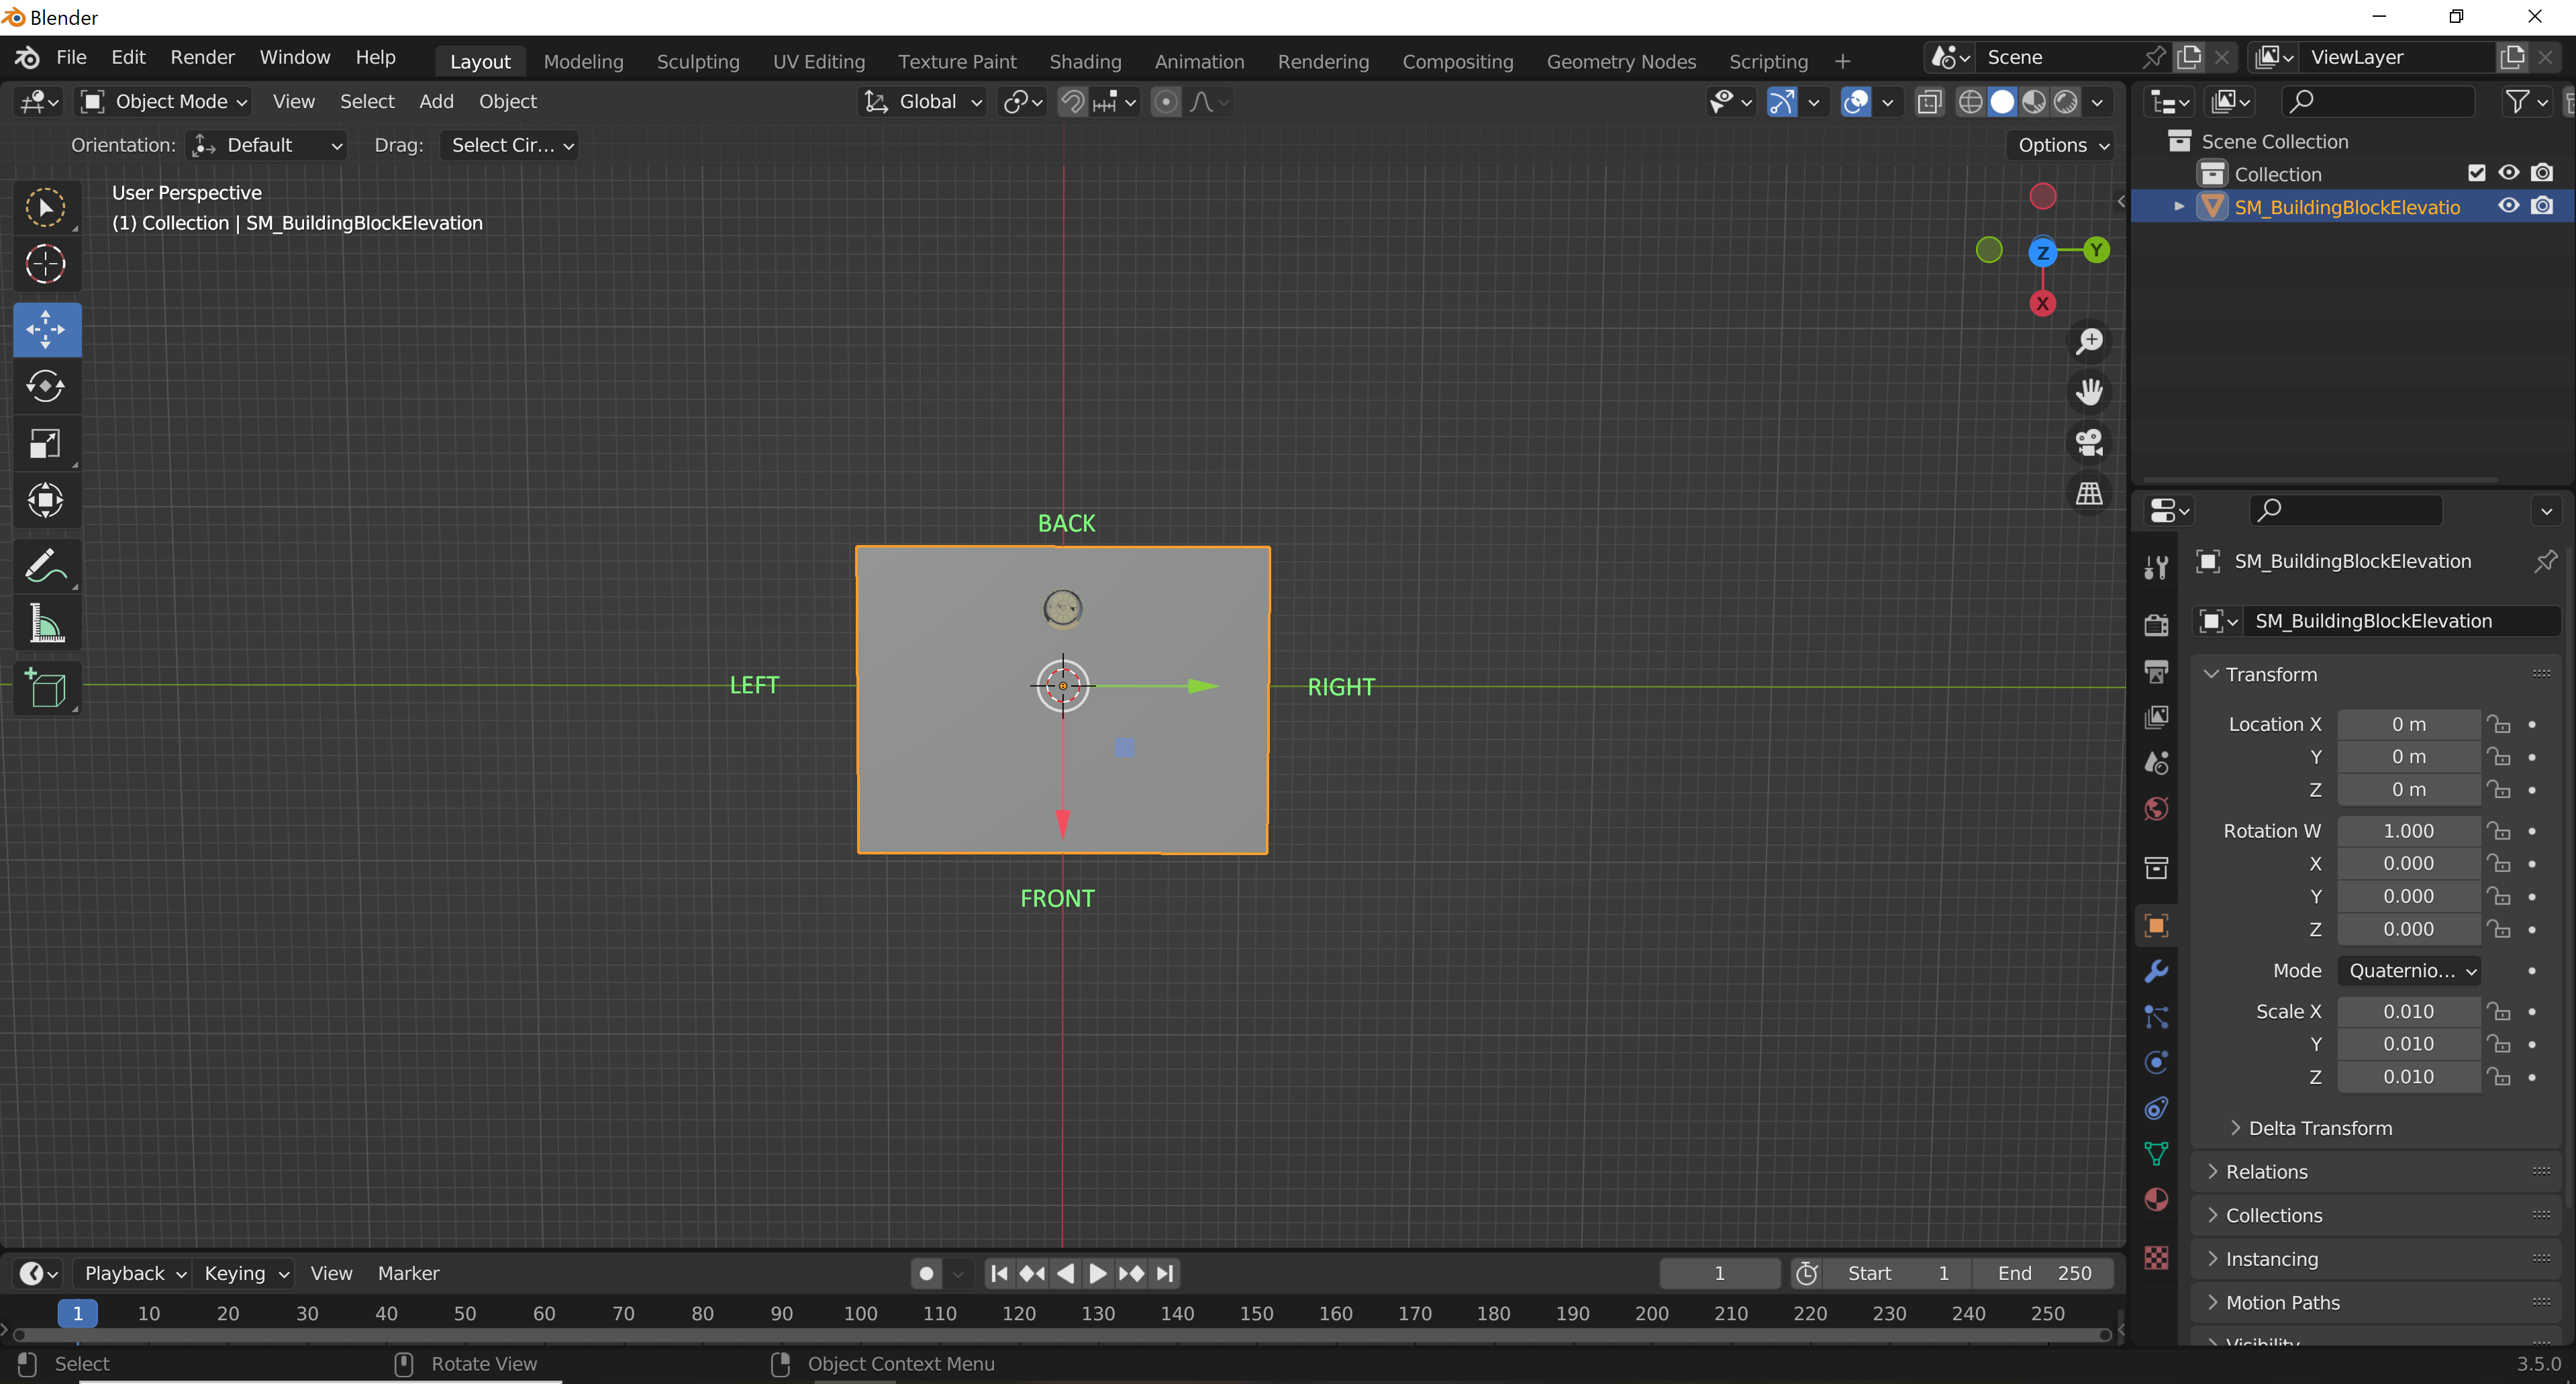 Blender
File Edit Render Window Help Layout Modeling Sculpting UV Editing Texture Paint Shading Animation Rendering Compositing Geometry Nodes Scripting + Scene ViewLayer
Object Mode View Select Add Object Global
Orientation: Default Drag: Select Cir... Options
User Perspective
(1) Collection | SM_BuildingBlockElevation
Z Y
X
BACK
LEFT
RIGHT
FRONT
Scene Collection
Collection
SM_BuildingBlockElevatio
SM_BuildingBlockElevation
SM_BuildingBlockElevation
Transform
Location X 0 m
Y 0 m
Z 0 m
Rotation W 1.000
X 0.000
Y 0.000
Z 0.000
Mode Quaternio...
Scale X 0.010
Y 0.010
Z 0.010
Delta Transform
Relations
Collections
Instancing
Motion Paths
Visibility
Playback Keying View Marker 1 Start 1 End 250
1 10 20 30 40 50 60 70 80 90 100 110 120 130 140 150 160 170 180 190 200 210 220 230 240 250
Select Rotate View Object Context Menu 3.5.0